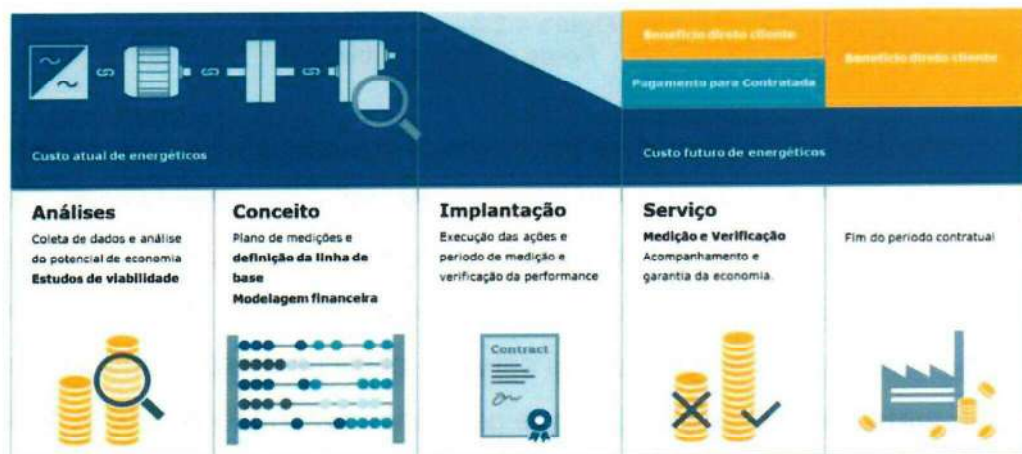 Benefício direto cliente
Benefício direto cliente
Pagamento para Contratada
Custo atual de energéticos
Custo futuro de energéticos
Análises
Coleta de dados e análise
do potencial de economia
Estudos de viabilidade
Conceito
Plano de medições e
definição da linha de
base
Modelagem financeira
Implantação
Execução das ações e
periodo de medição e
verificação da performance
Serviço
Medição e Verificação
Acompanhamento e
garantia da economia.
Fim do periodo contratual
Contract